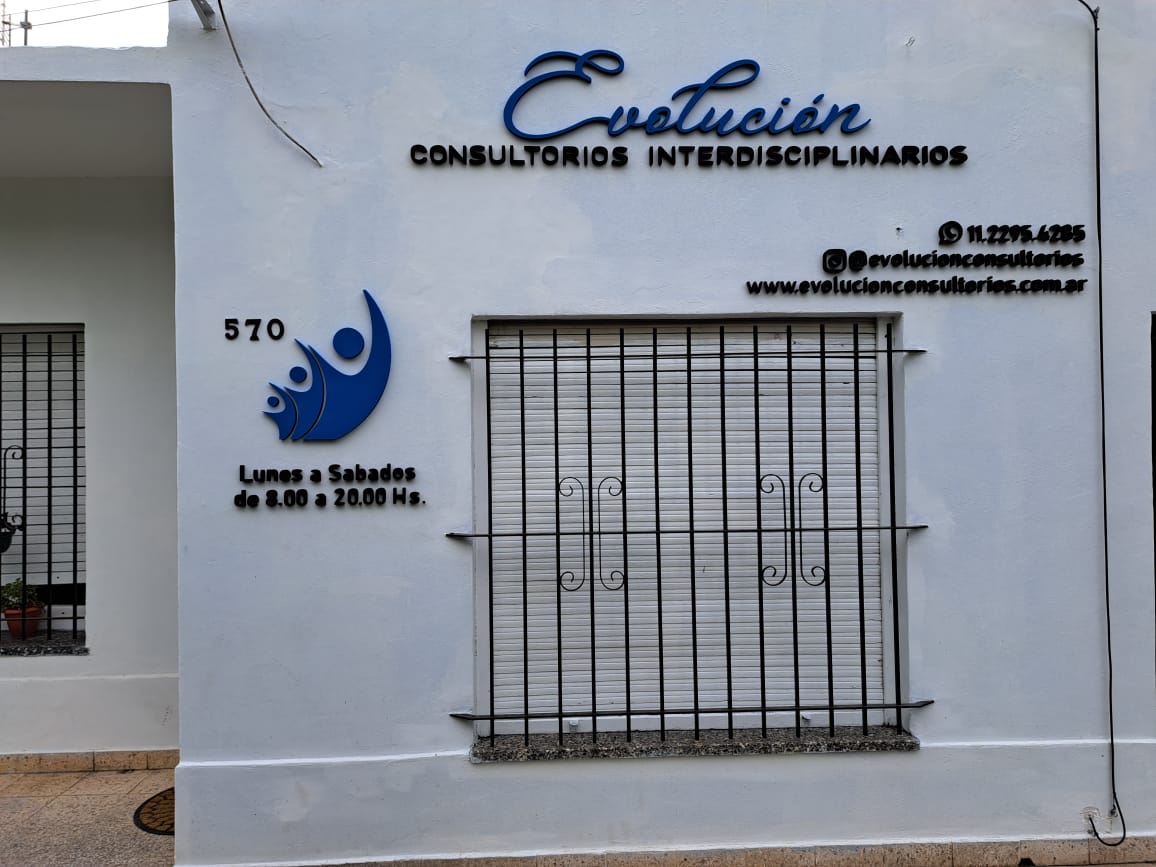 Evolución
CONSULTORIOS INTERDISCIPLINARIOS
11.2295.6285
@evolucionconsultorios
www.evolucionconsultorios.com.ar
570
Lunes a Sabados
de 8.00 a 20.00 Hs.